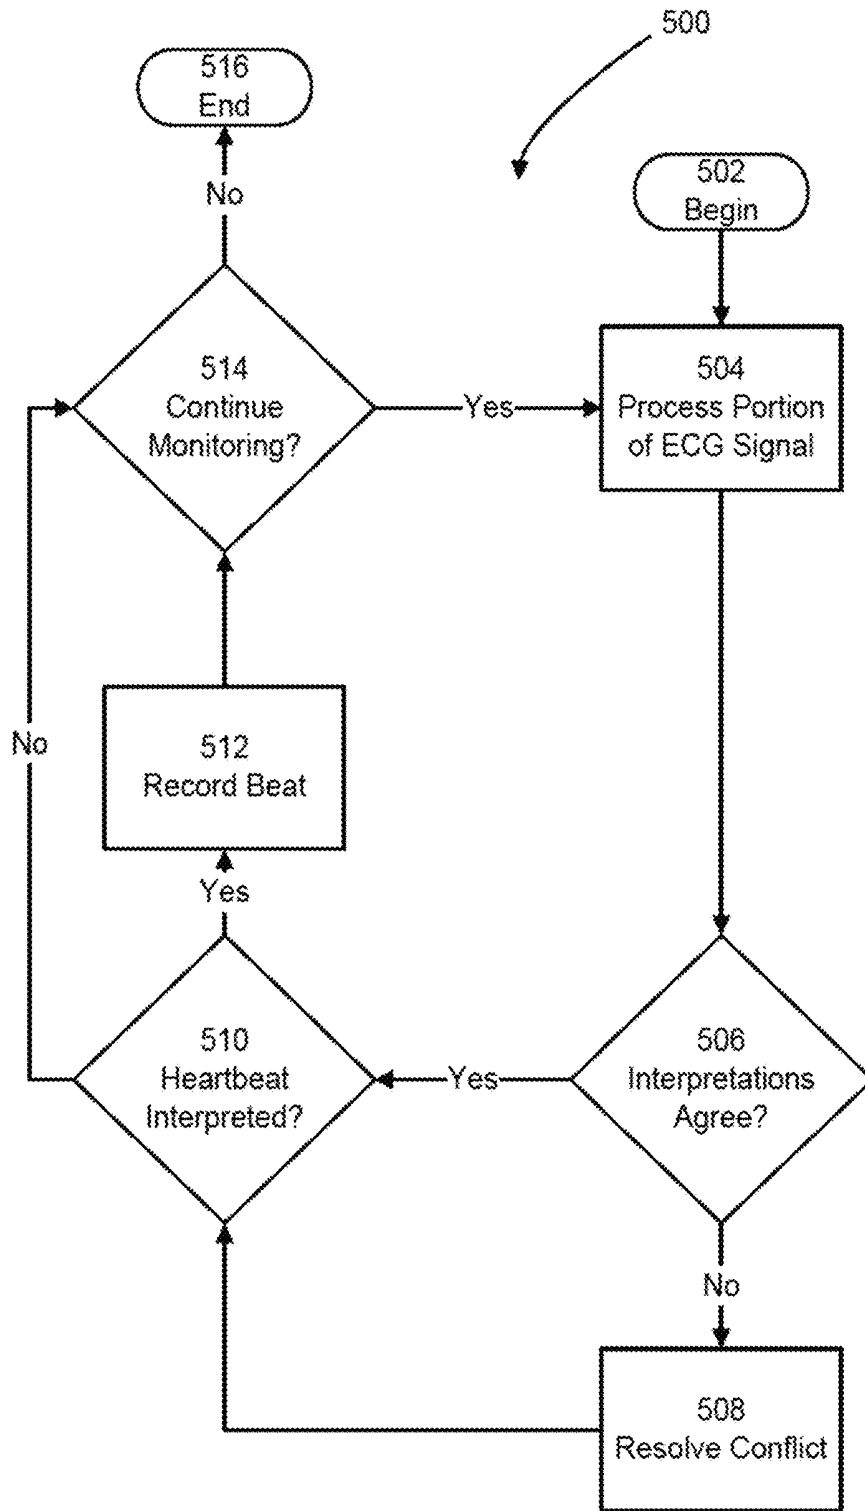 500
516
End
502
Begin
No
514
Continue
Monitoring?
Yes
504
Process Portion
of ECG Signal
No
512
Record Beat
Yes
510
Heartbeat
Interpreted?
Yes
506
Interpretations
Agree?
No
508
Resolve Conflict